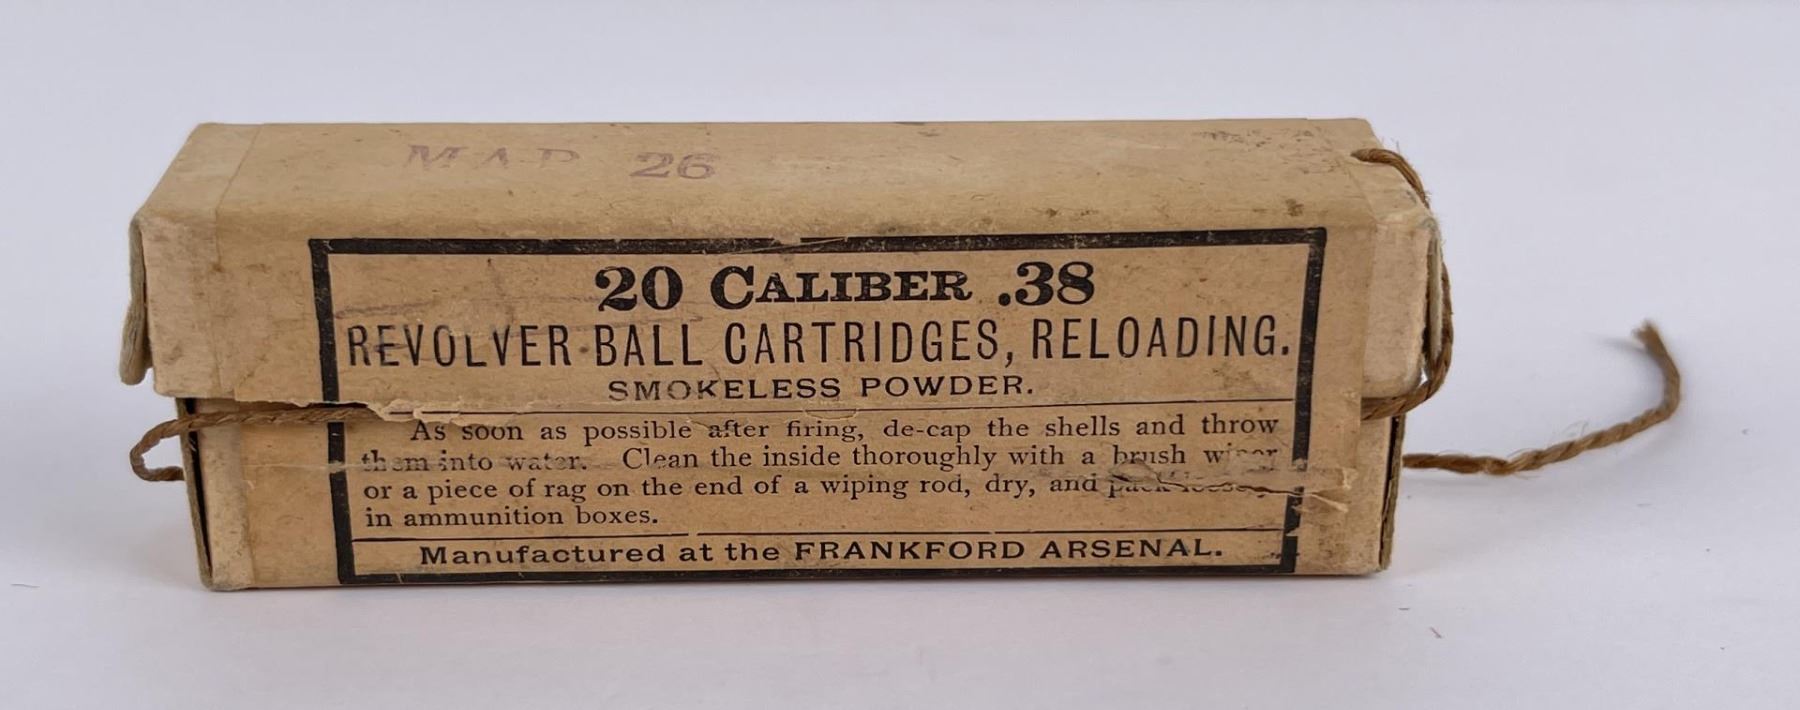 MAR 26
20 CALIBER .38
REVOLVER BALL CARTRIDGES, RELOADING.
SMOKELESS POWDER.
As soon as possible after firing, de-cap the shells and throw
them into water. Clean the inside thoroughly with a brush wiper
or a piece of rag on the end of a wiping rod, dry, and pack
in ammunition boxes.
Manufactured at the FRANKFORD ARSENAL.